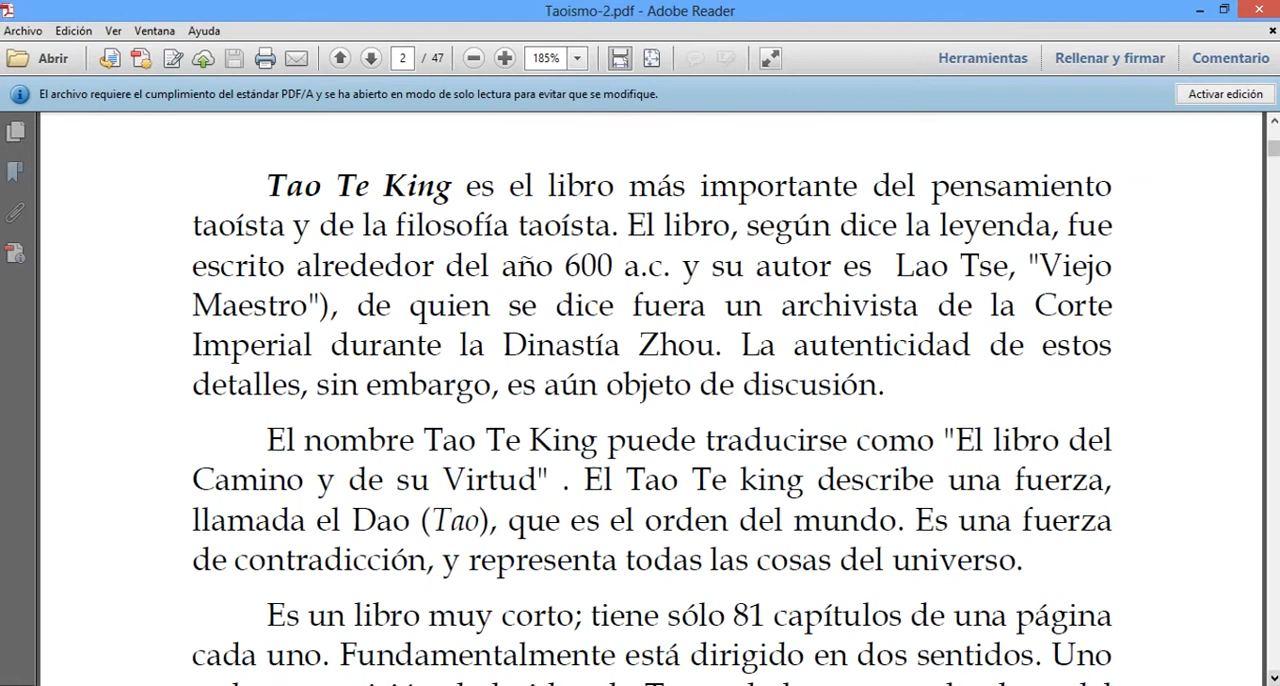 Taoismo-2.pdf - Adobe Reader
Archivo Edición Ver Ventana Ayuda
Abrir 2 / 47 185% Herramientas Rellenar y firmar Comentario
El archivo requiere el cumplimiento del estándar PDF/A y se ha abierto en modo de solo lectura para evitar que se modifique. Activar edición
Tao Te King es el libro más importante del pensamiento
taoísta y de la filosofía taoísta. El libro, según dice la leyenda, fue
escrito alrededor del año 600 a.c. y su autor es Lao Tse, "Viejo
Maestro"), de quien se dice fuera un archivista de la Corte
Imperial durante la Dinastía Zhou. La autenticidad de estos
detalles, sin embargo, es aún objeto de discusión.
El nombre Tao Te King puede traducirse como "El libro del
Camino y de su Virtud" . El Tao Te king describe una fuerza,
llamada el Dao (Tao), que es el orden del mundo. Es una fuerza
de contradicción, y representa todas las cosas del universo.
Es un libro muy corto; tiene sólo 81 capítulos de una página
cada uno. Fundamentalmente está dirigido en dos sentidos. Uno